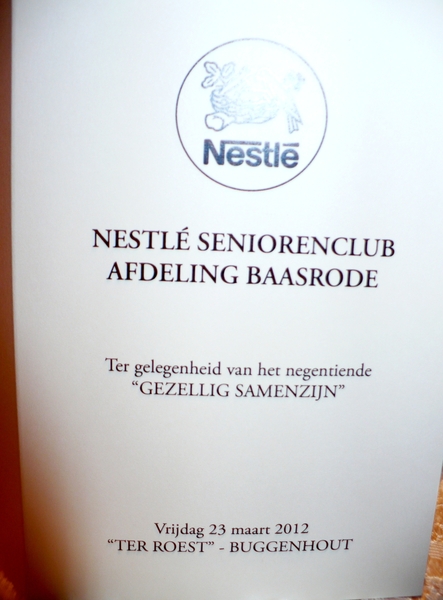 Nestlé
NESTLÉ SENIORENCLUB
AFDELING BAASRODE
Ter gelegenheid van het negentiende
“GEZELLIG SAMENZIJN”
Vrijdag 23 maart 2012
“TER ROEST” - BUGGENHOUT